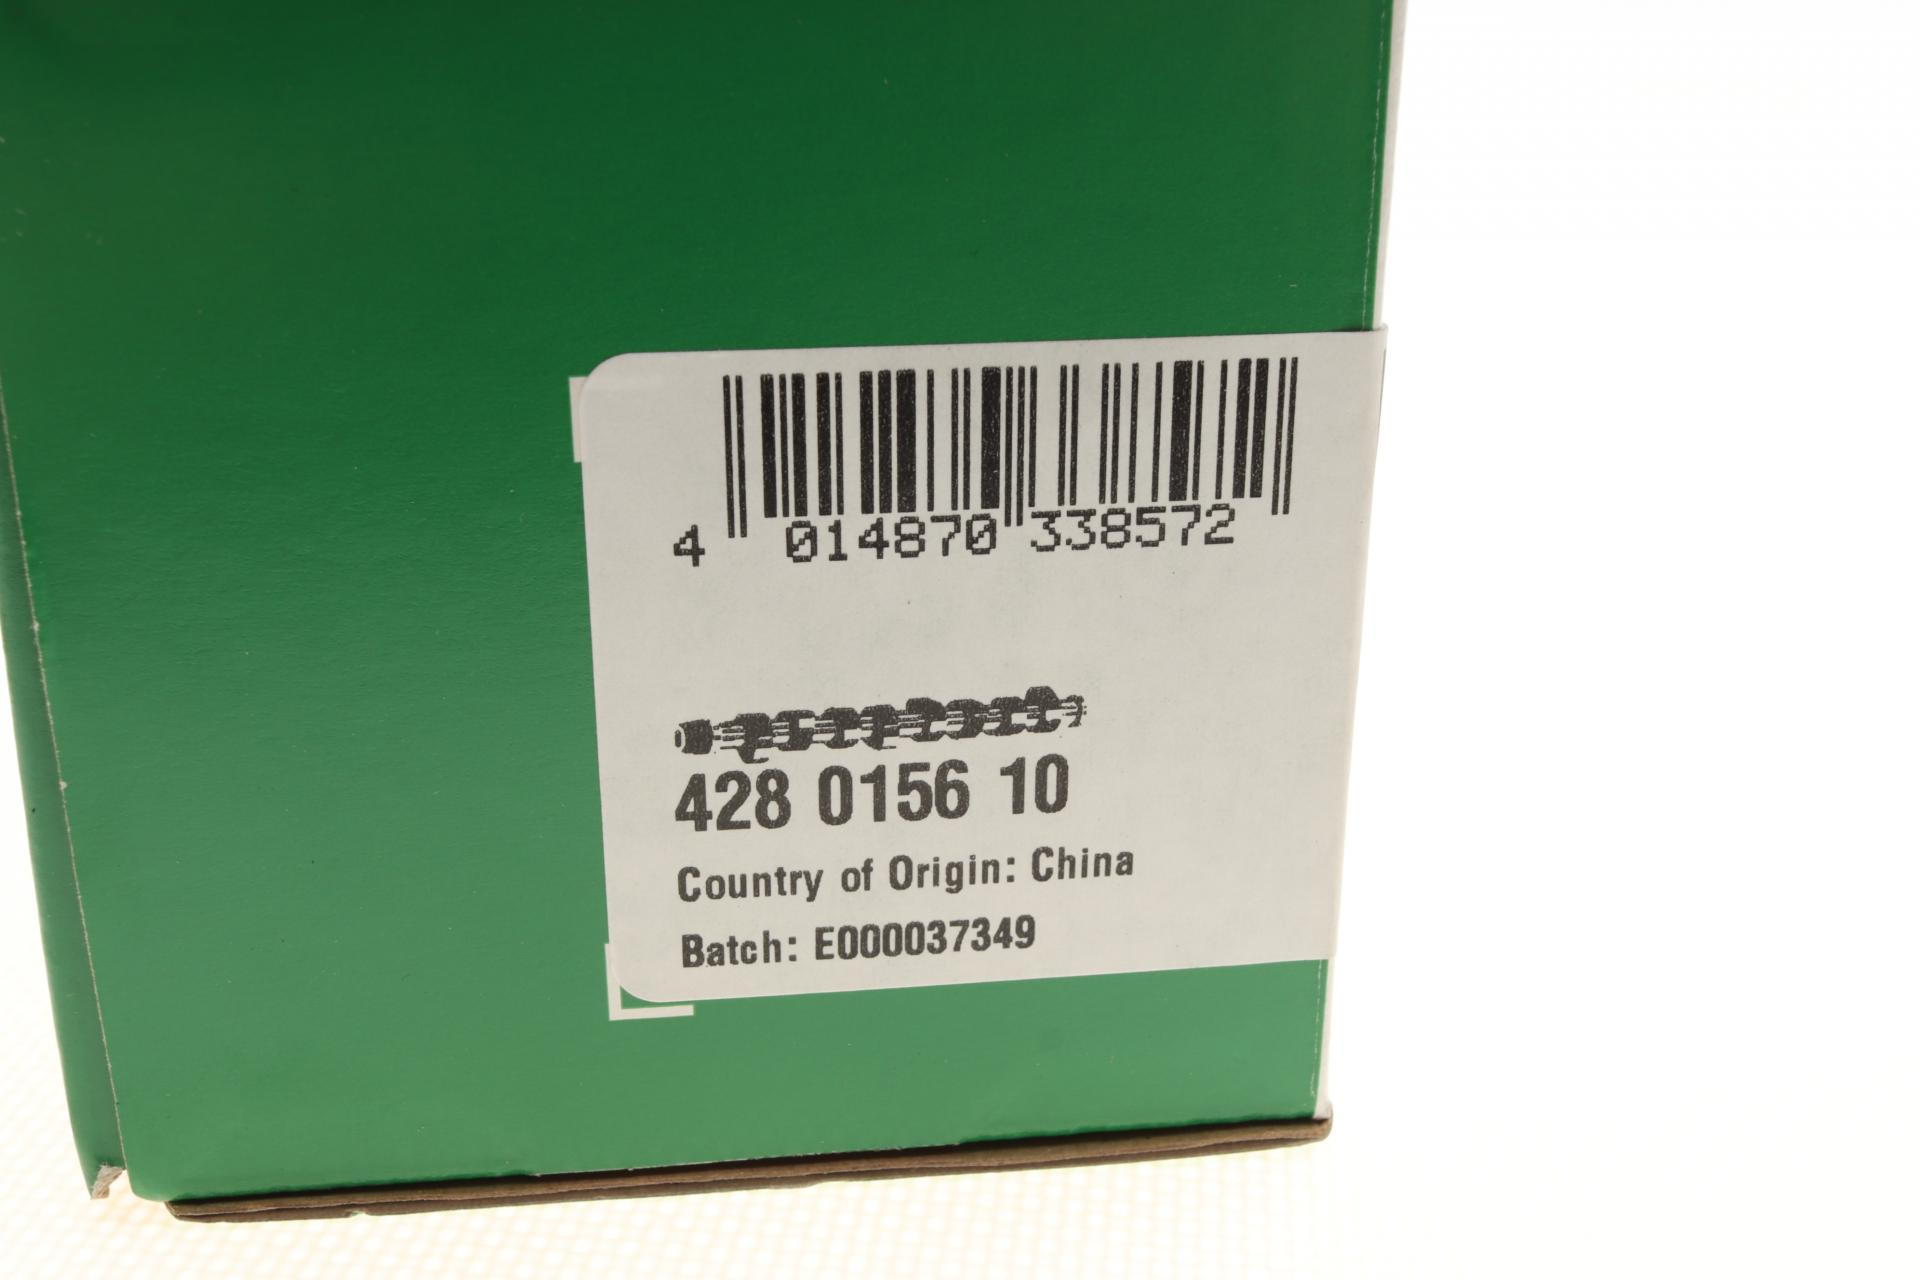 4 014870 338572
428 0156 10
Country of Origin: China
Batch: E000037349